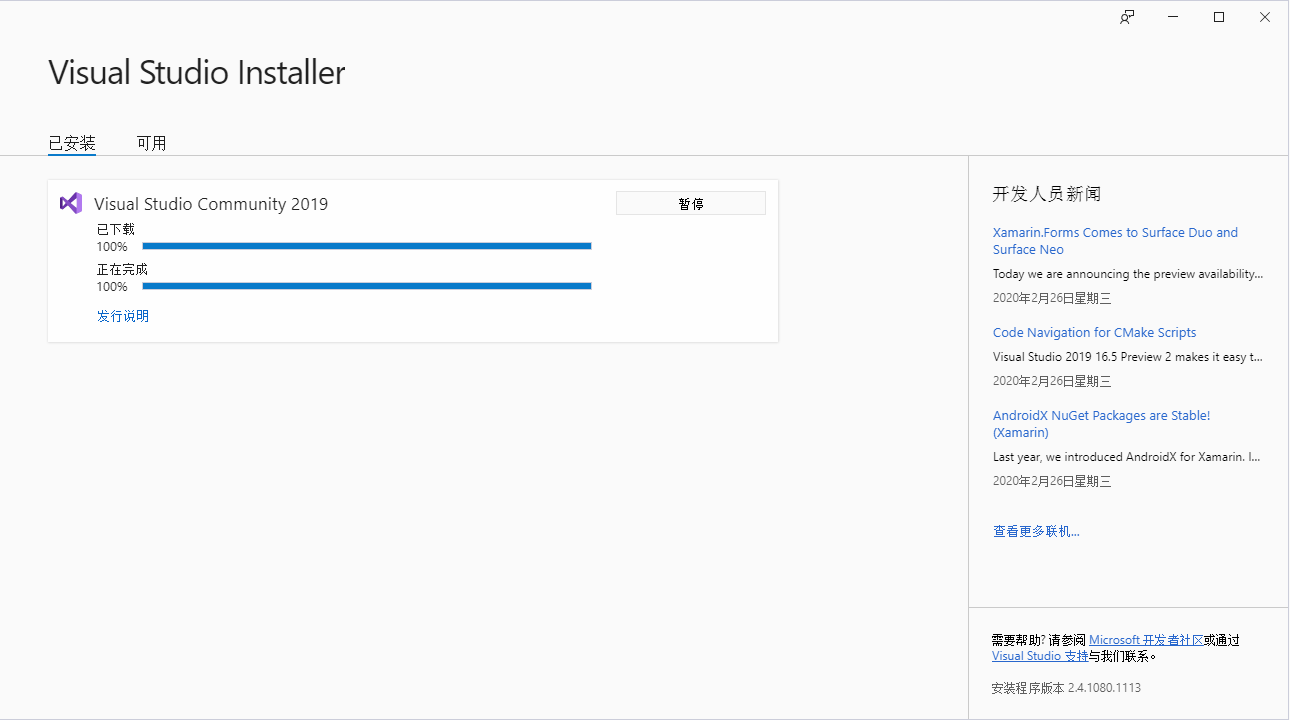 Visual Studio Installer
已安装
可用
Visual Studio Community 2019
暂停
已下载
100%
正在完成
100%
发行说明
开发人员新闻
Xamarin.Forms Comes to Surface Duo and
Surface Neo
Today we are announcing the preview availability...
2020年2月26日星期三
Code Navigation for CMake Scripts
Visual Studio 2019 16.5 Preview 2 makes it easy t...
2020年2月26日星期三
AndroidX NuGet Packages are Stable!
(Xamarin)
Last year, we introduced AndroidX for Xamarin. I...
2020年2月26日星期三
查看更多联机...
需要帮助? 请参阅 Microsoft 开发者社区或通过
Visual Studio 支持与我们联系。
安装程序版本 2.4.1080.1113